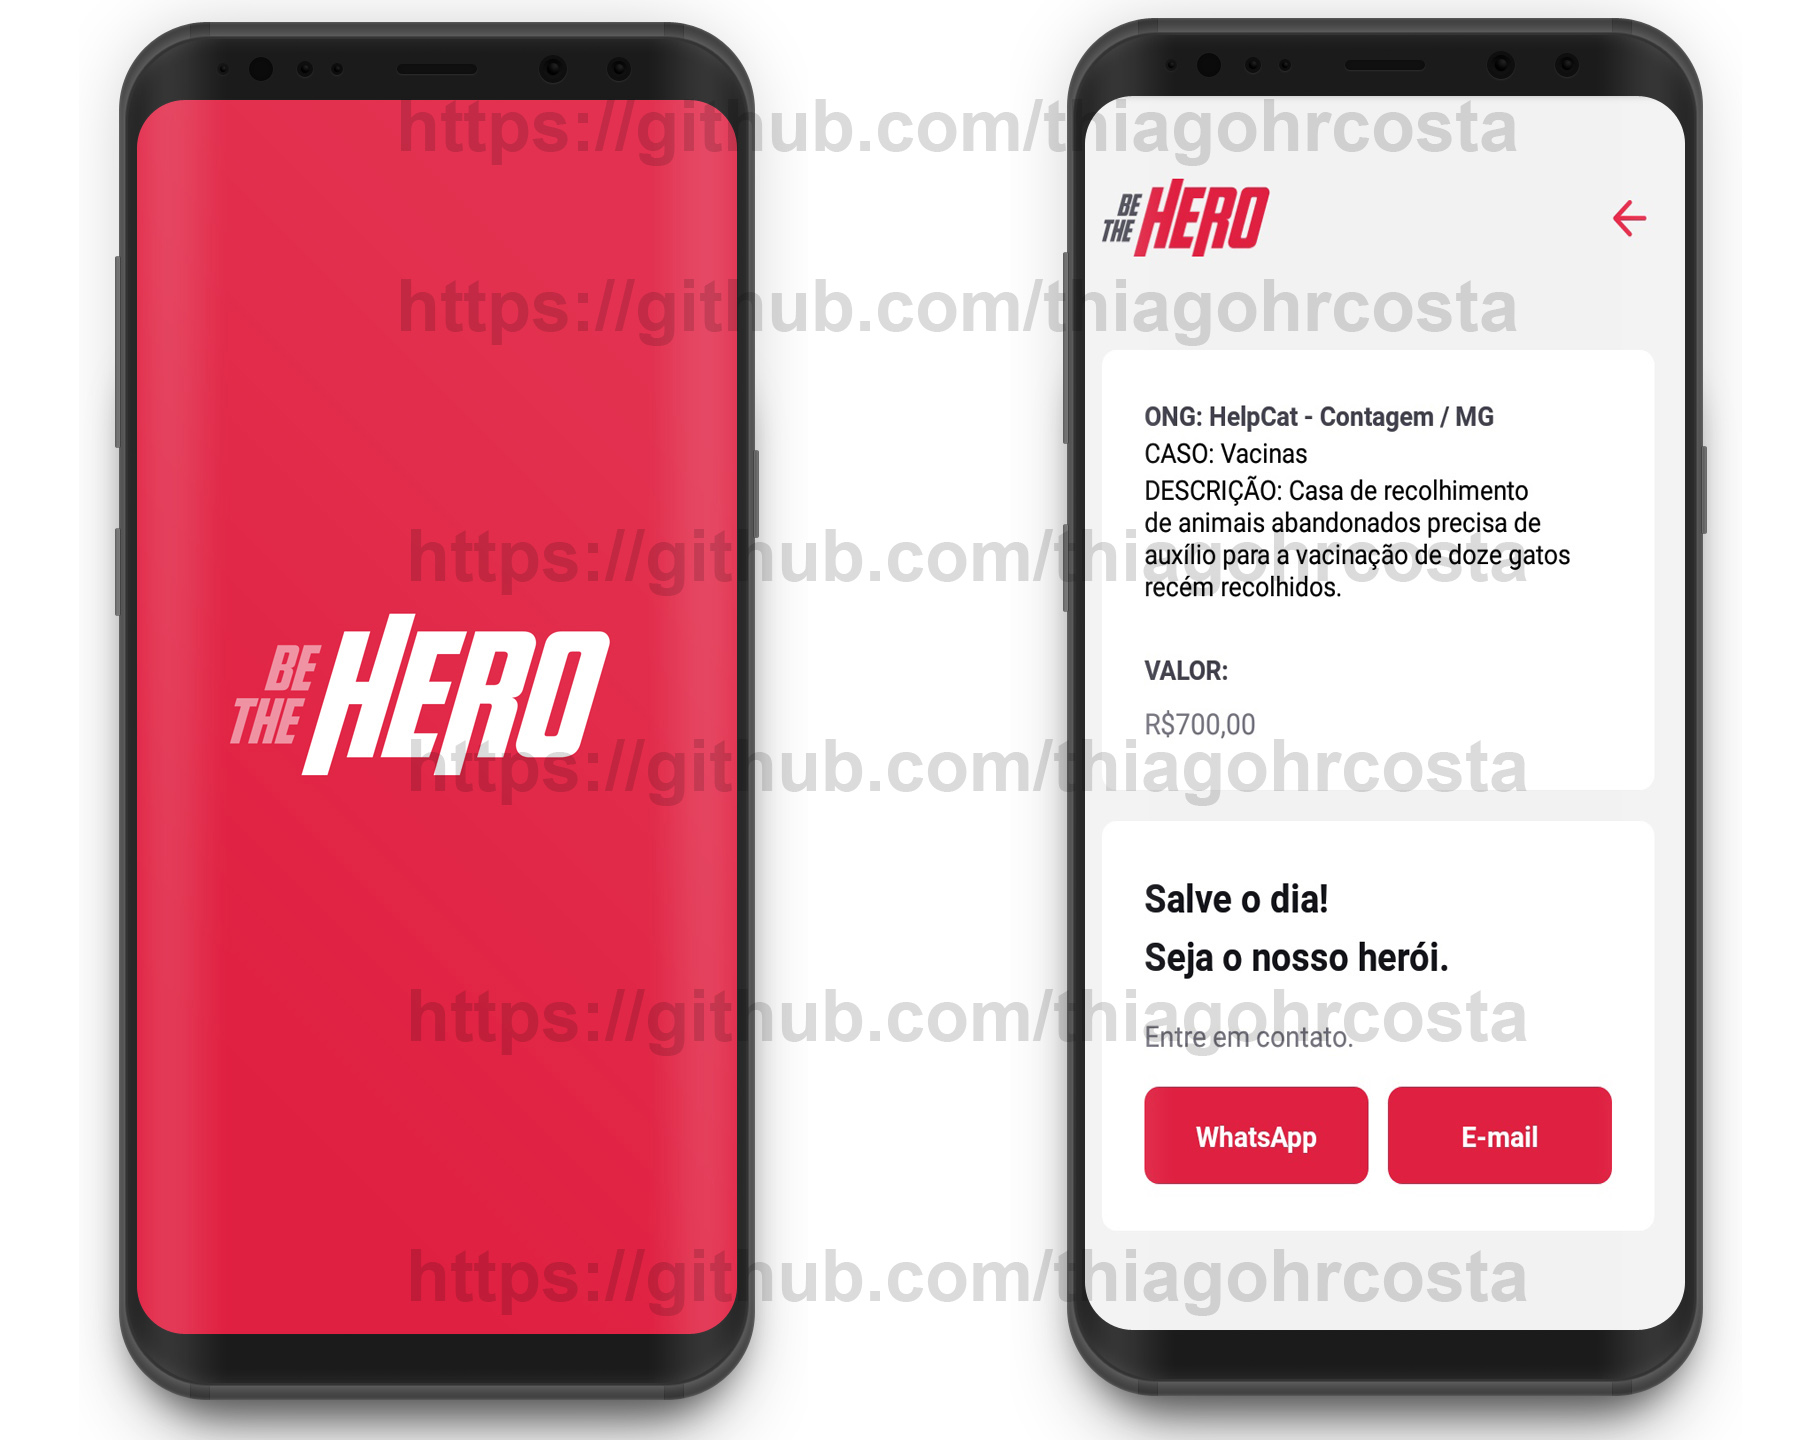 https://github.com/thiagohrcosta
https://github.com/thiagohrcosta
https://github.com/thiagohrcosta
https://github.com/thiagohrcosta
https://github.com/thiagohrcosta
https://github.com/thiagohrcosta
BE
THE HERO
BE
THE HERO
ONG: HelpCat - Contagem / MG
CASO: Vacinas
DESCRIÇÃO: Casa de recolhimento
de animais abandonados precisa de
auxílio para a vacinação de doze gatos
recém recolhidos.
VALOR:
R$700,00
Salve o dia!
Seja o nosso herói.
Entre em contato.
WhatsApp
E-mail